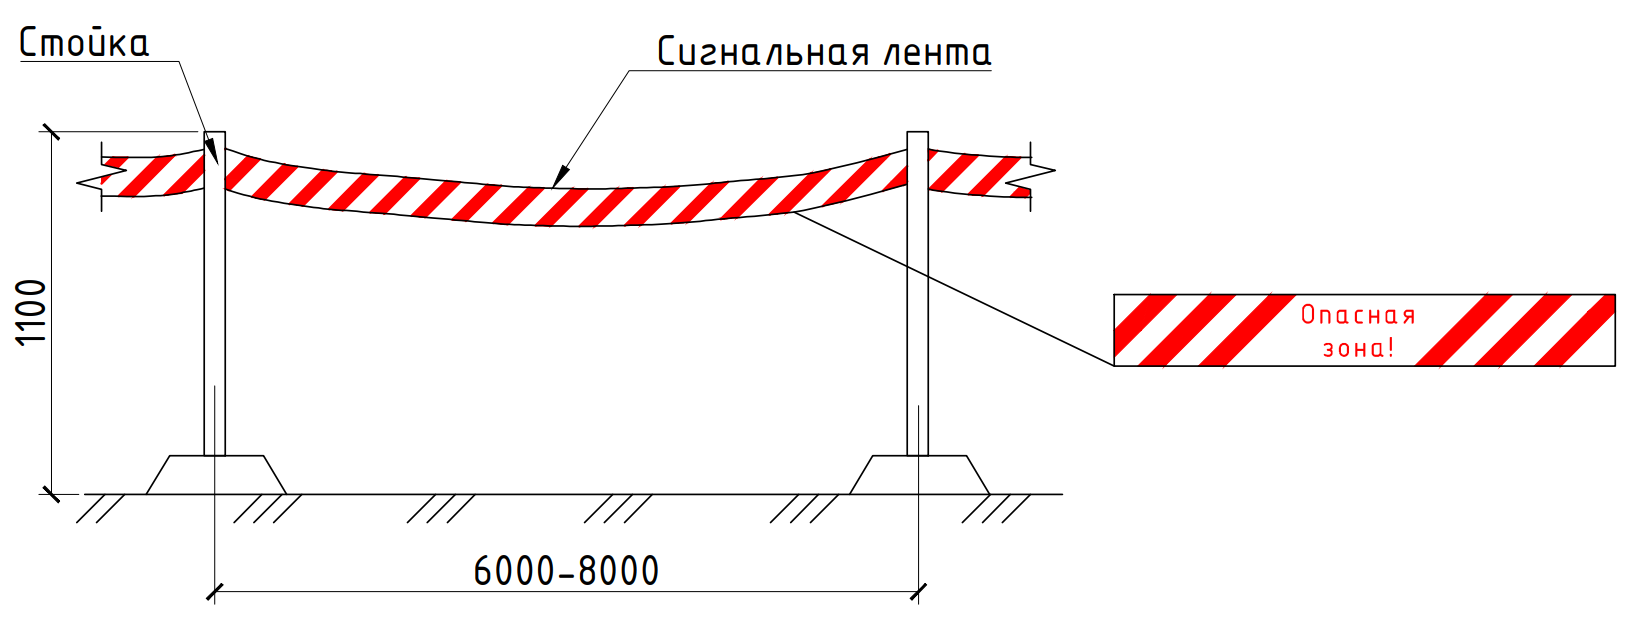 Стойка
Сигнальная лента
1100
Опасная
зона!
6000-8000